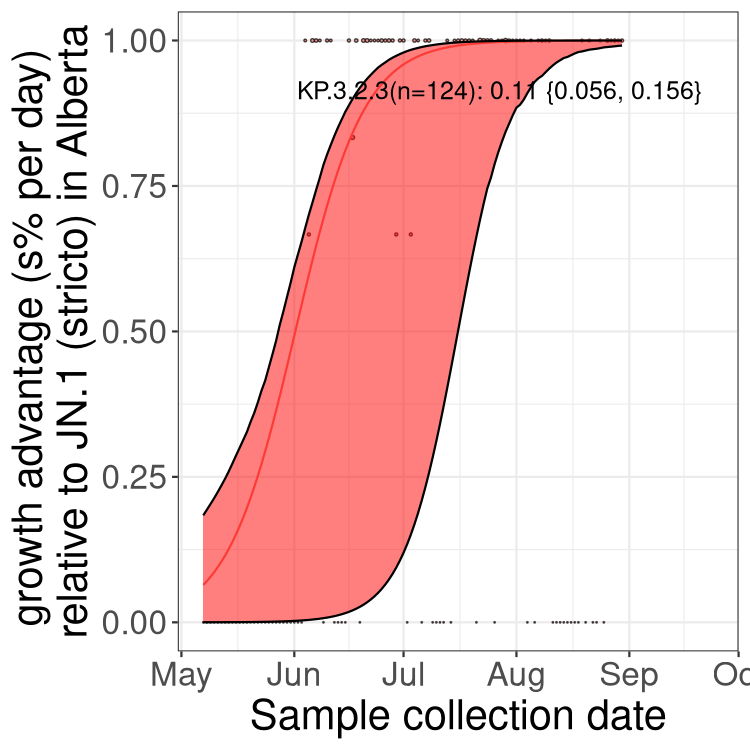 growth advantage (s% per day)
relative to JN.1 (stricto) in Alberta
1.00
0.75
0.50
0.25
0.00
KP.3.2.3(n=124): 0.11 {0.056, 0.156}
May Jun Jul Aug Sep Oc
Sample collection date